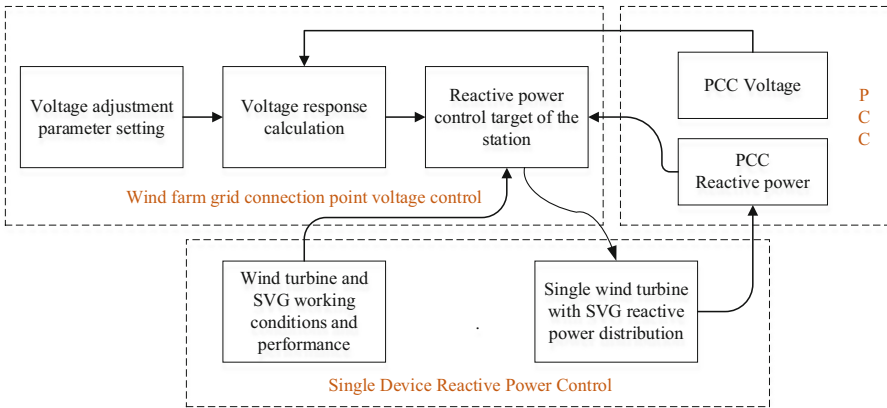 Voltage adjustment
parameter setting
Voltage response
calculation
Reactive power
control target of the
station
Wind farm grid connection point voltage control
PCC Voltage
PCC
Reactive power
P
C
C
Wind turbine and
SVG working
conditions and
performance
Single wind turbine
with SVG reactive
power distribution
Single Device Reactive Power Control